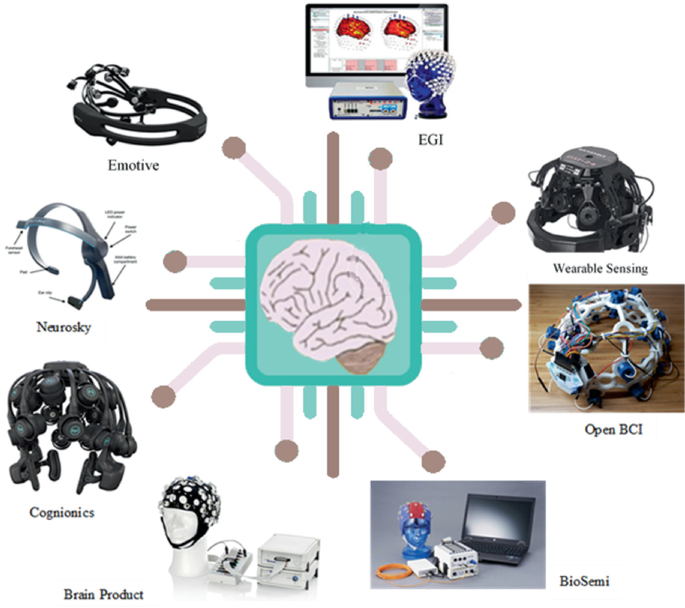 EGI
Emotive
Wearable Sensing
LED power
indicator
Power
switch
Forehead
sensor
AAA battery
compartment
Pad
Ear clip
Neurosky
Open BCI
Cognionics
Brain Product
BioSemi